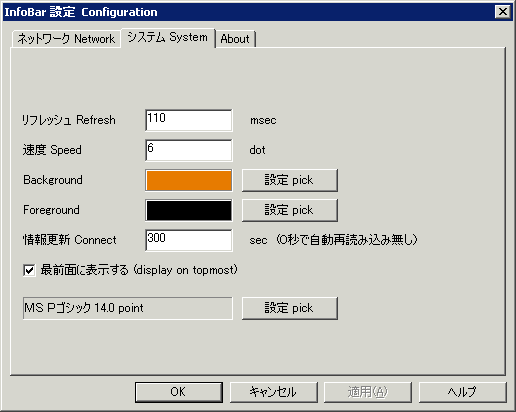 InfoBar 設定 Configuration
ネットワーク Network システム System About
リフレッシュ Refresh 110 msec
速度 Speed 6 dot
Background 設定 pick
Foreground 設定 pick
情報更新 Connect 300 sec (0秒で自動再読み込み無し)
最前面に表示する (display on topmost)
MS Pゴシック 14.0 point 設定 pick
OK キャンセル 適用(A) ヘルプ